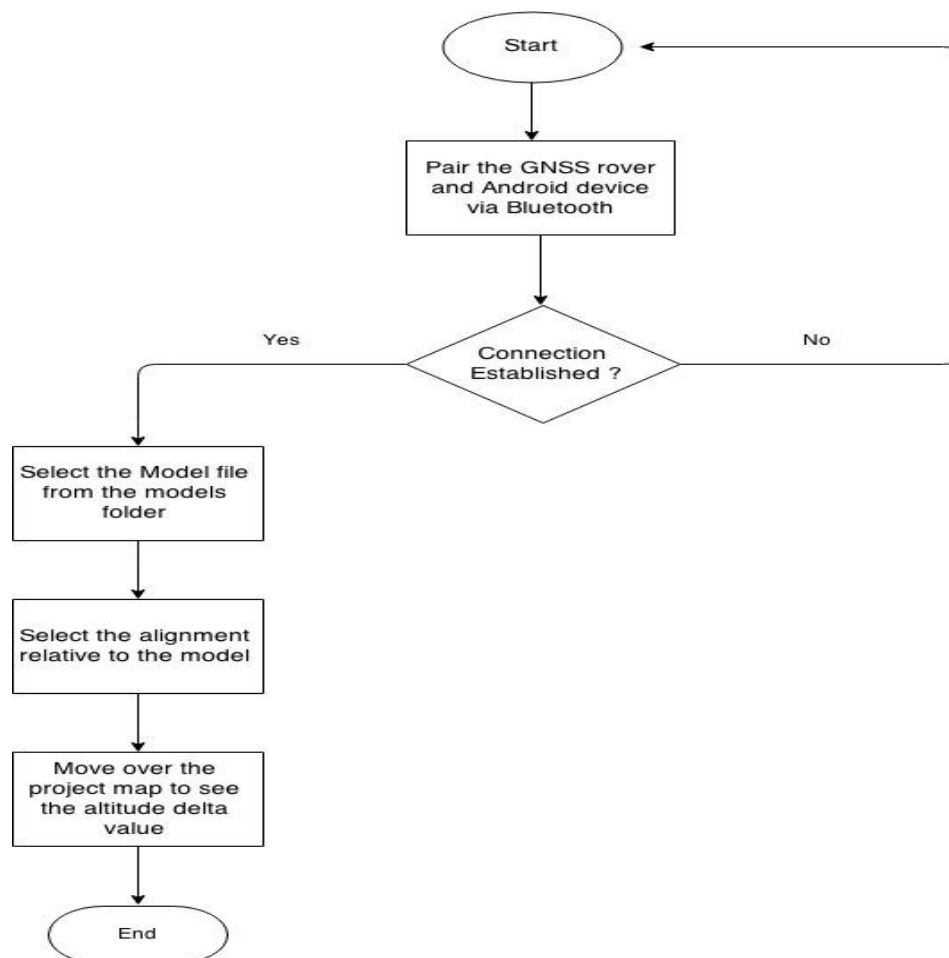 Start
Pair the GNSS rover
and Android device
via Bluetooth
Yes
Connection
Established ?
No
Select the Model file
from the models
folder
Select the alignment
relative to the model
Move over the
project map to see
the altitude delta
value
End